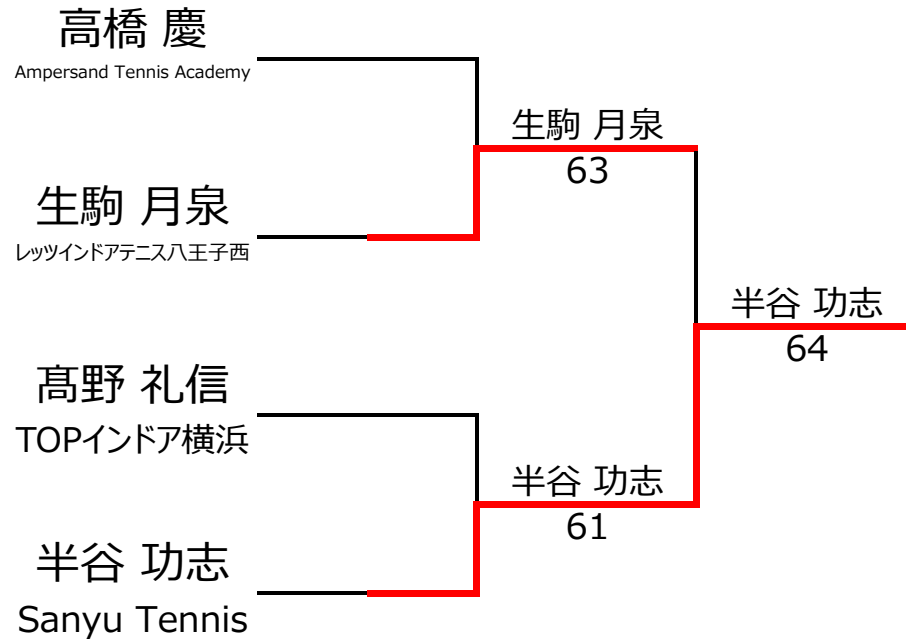 高橋 慶
Ampersand Tennis Academy
生駒 月泉
63
生駒 月泉
レッツインドアテニス八王子西
半谷 功志
64
髙野 礼信
TOPインドア横浜
半谷 功志
61
半谷 功志
Sanyu Tennis